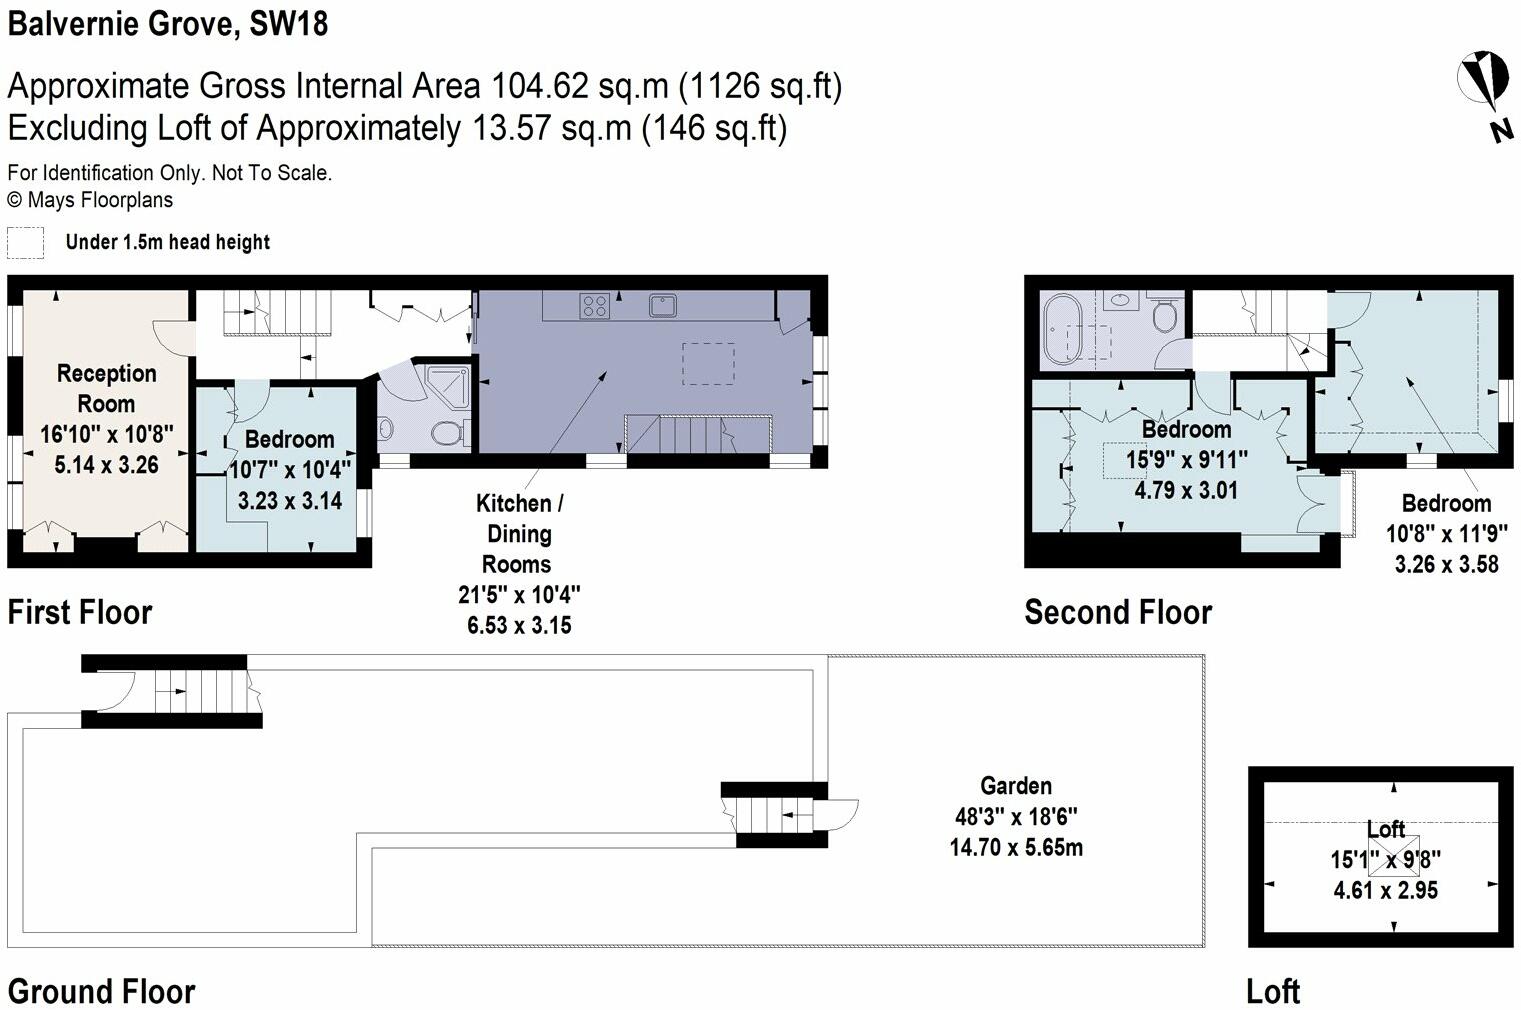 Balvernie Grove, SW18
Approximate Gross Internal Area 104.62 sq.m (1126 sq.ft)
Excluding Loft of Approximately 13.57 sq.m (146 sq.ft)
For Identification Only. Not To Scale.
© Mays Floorplans
Under 1.5m head height
N
Reception
Room
16'10" x 10'8"
5.14 x 3.26
Bedroom
10'7" x 10'4"
3.23 x 3.14
Kitchen /
Dining
Rooms
21'5" x 10'4"
6.53 x 3.15
First Floor
Bedroom
15'9" x 9'11"
4.79 x 3.01
Bedroom
10'8" x 11'9"
3.26 x 3.58
Second Floor
Garden
48'3" x 18'6"
14.70 x 5.65m
Ground Floor
Loft
15'1" x 9'8"
4.61 x 2.95
Loft